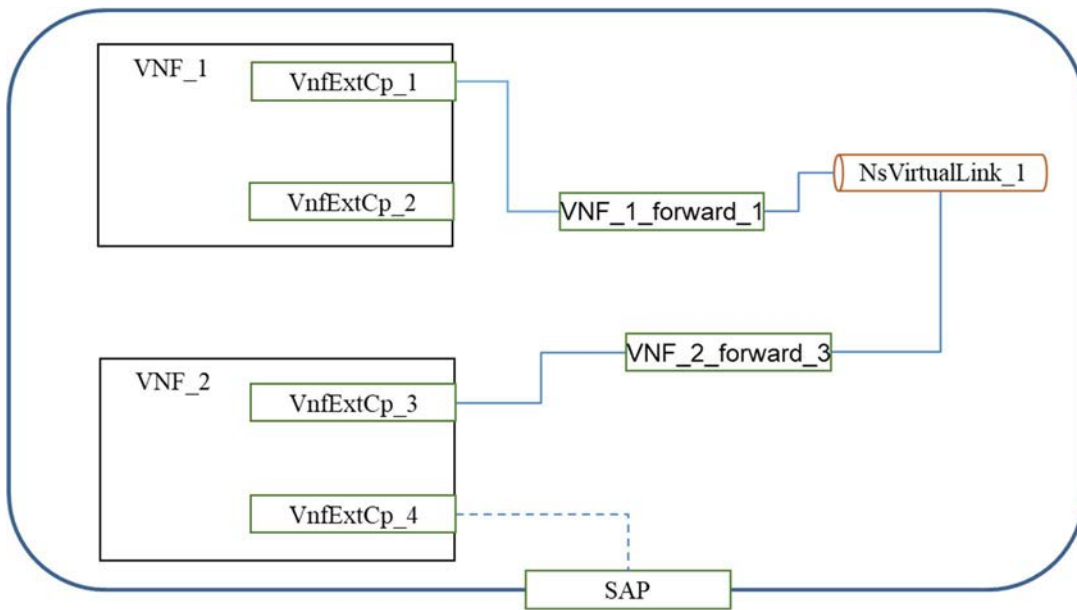 VNF_1
VnfExtCp_1
VnfExtCp_2
VNF_1_forward_1
NsVirtualLink_1
VNF_2_forward_3
VNF_2
VnfExtCp_3
VnfExtCp_4
SAP